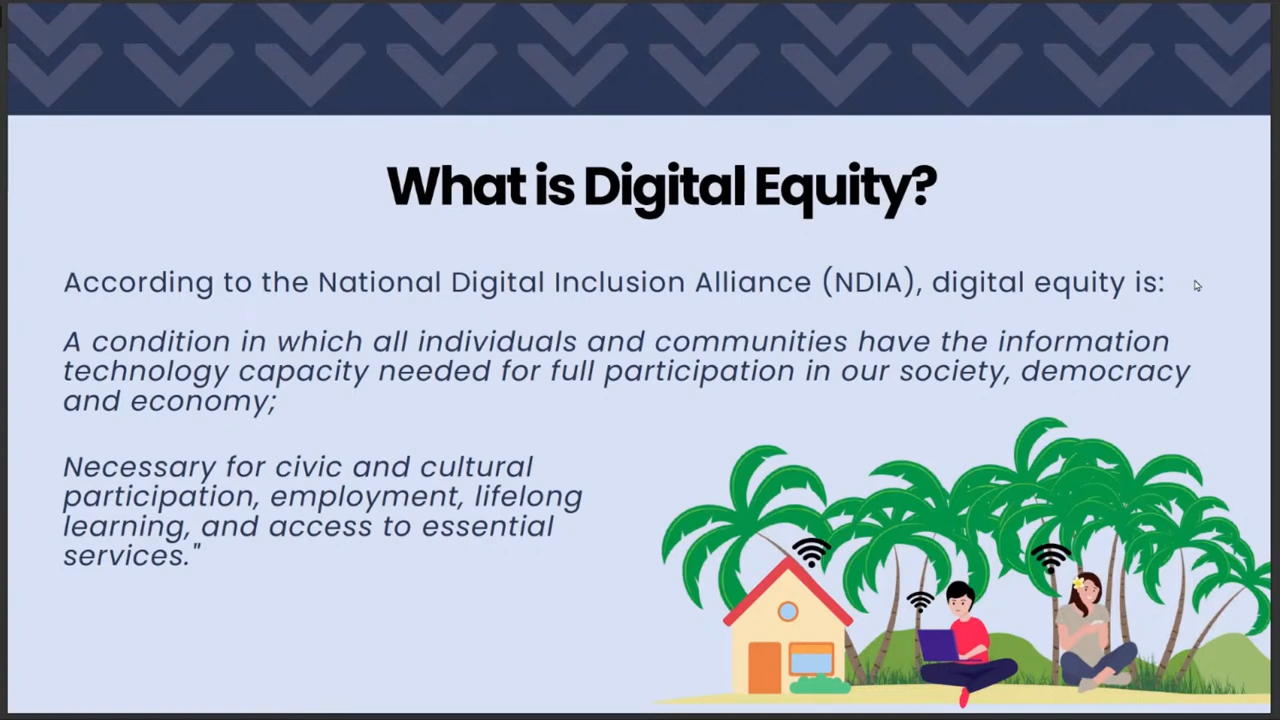 What is Digital Equity?
According to the National Digital Inclusion Alliance (NDIA), digital equity is:
A condition in which all individuals and communities have the information
technology capacity needed for full participation in our society, democracy
and economy;
Necessary for civic and cultural
participation, employment, lifelong
learning, and access to essential
services."